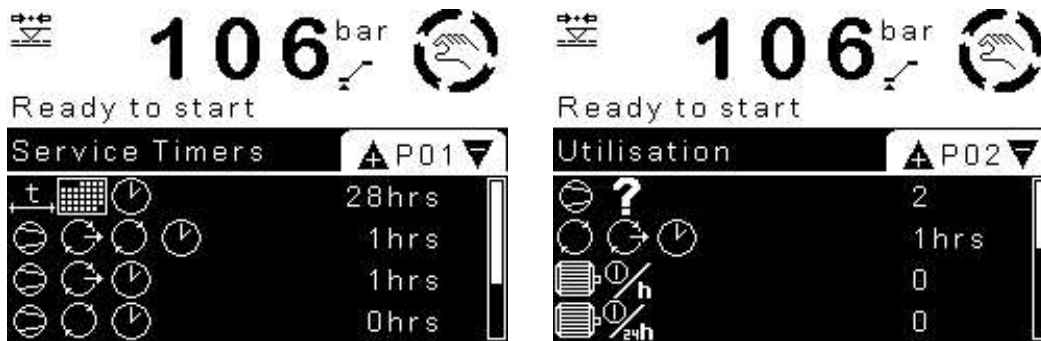 106 bar
Ready to start
Service Timers P01
t 28hrs
1hrs
1hrs
0hrs
106 bar
Ready to start
Utilisation P02
? 2
1hrs
h 0
24h 0